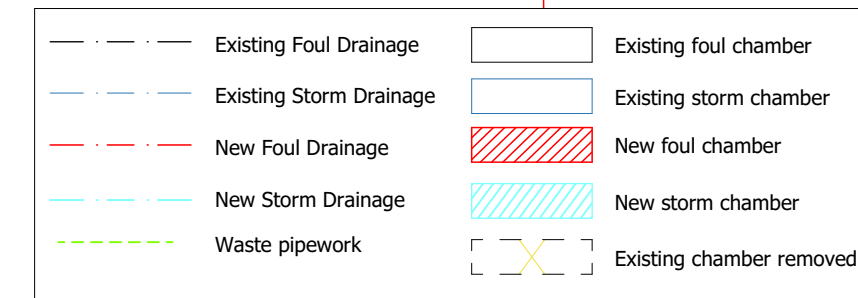 Existing Foul Drainage
Existing Storm Drainage
New Foul Drainage
New Storm Drainage
Waste pipework
Existing foul chamber
Existing storm chamber
New foul chamber
New storm chamber
Existing chamber removed